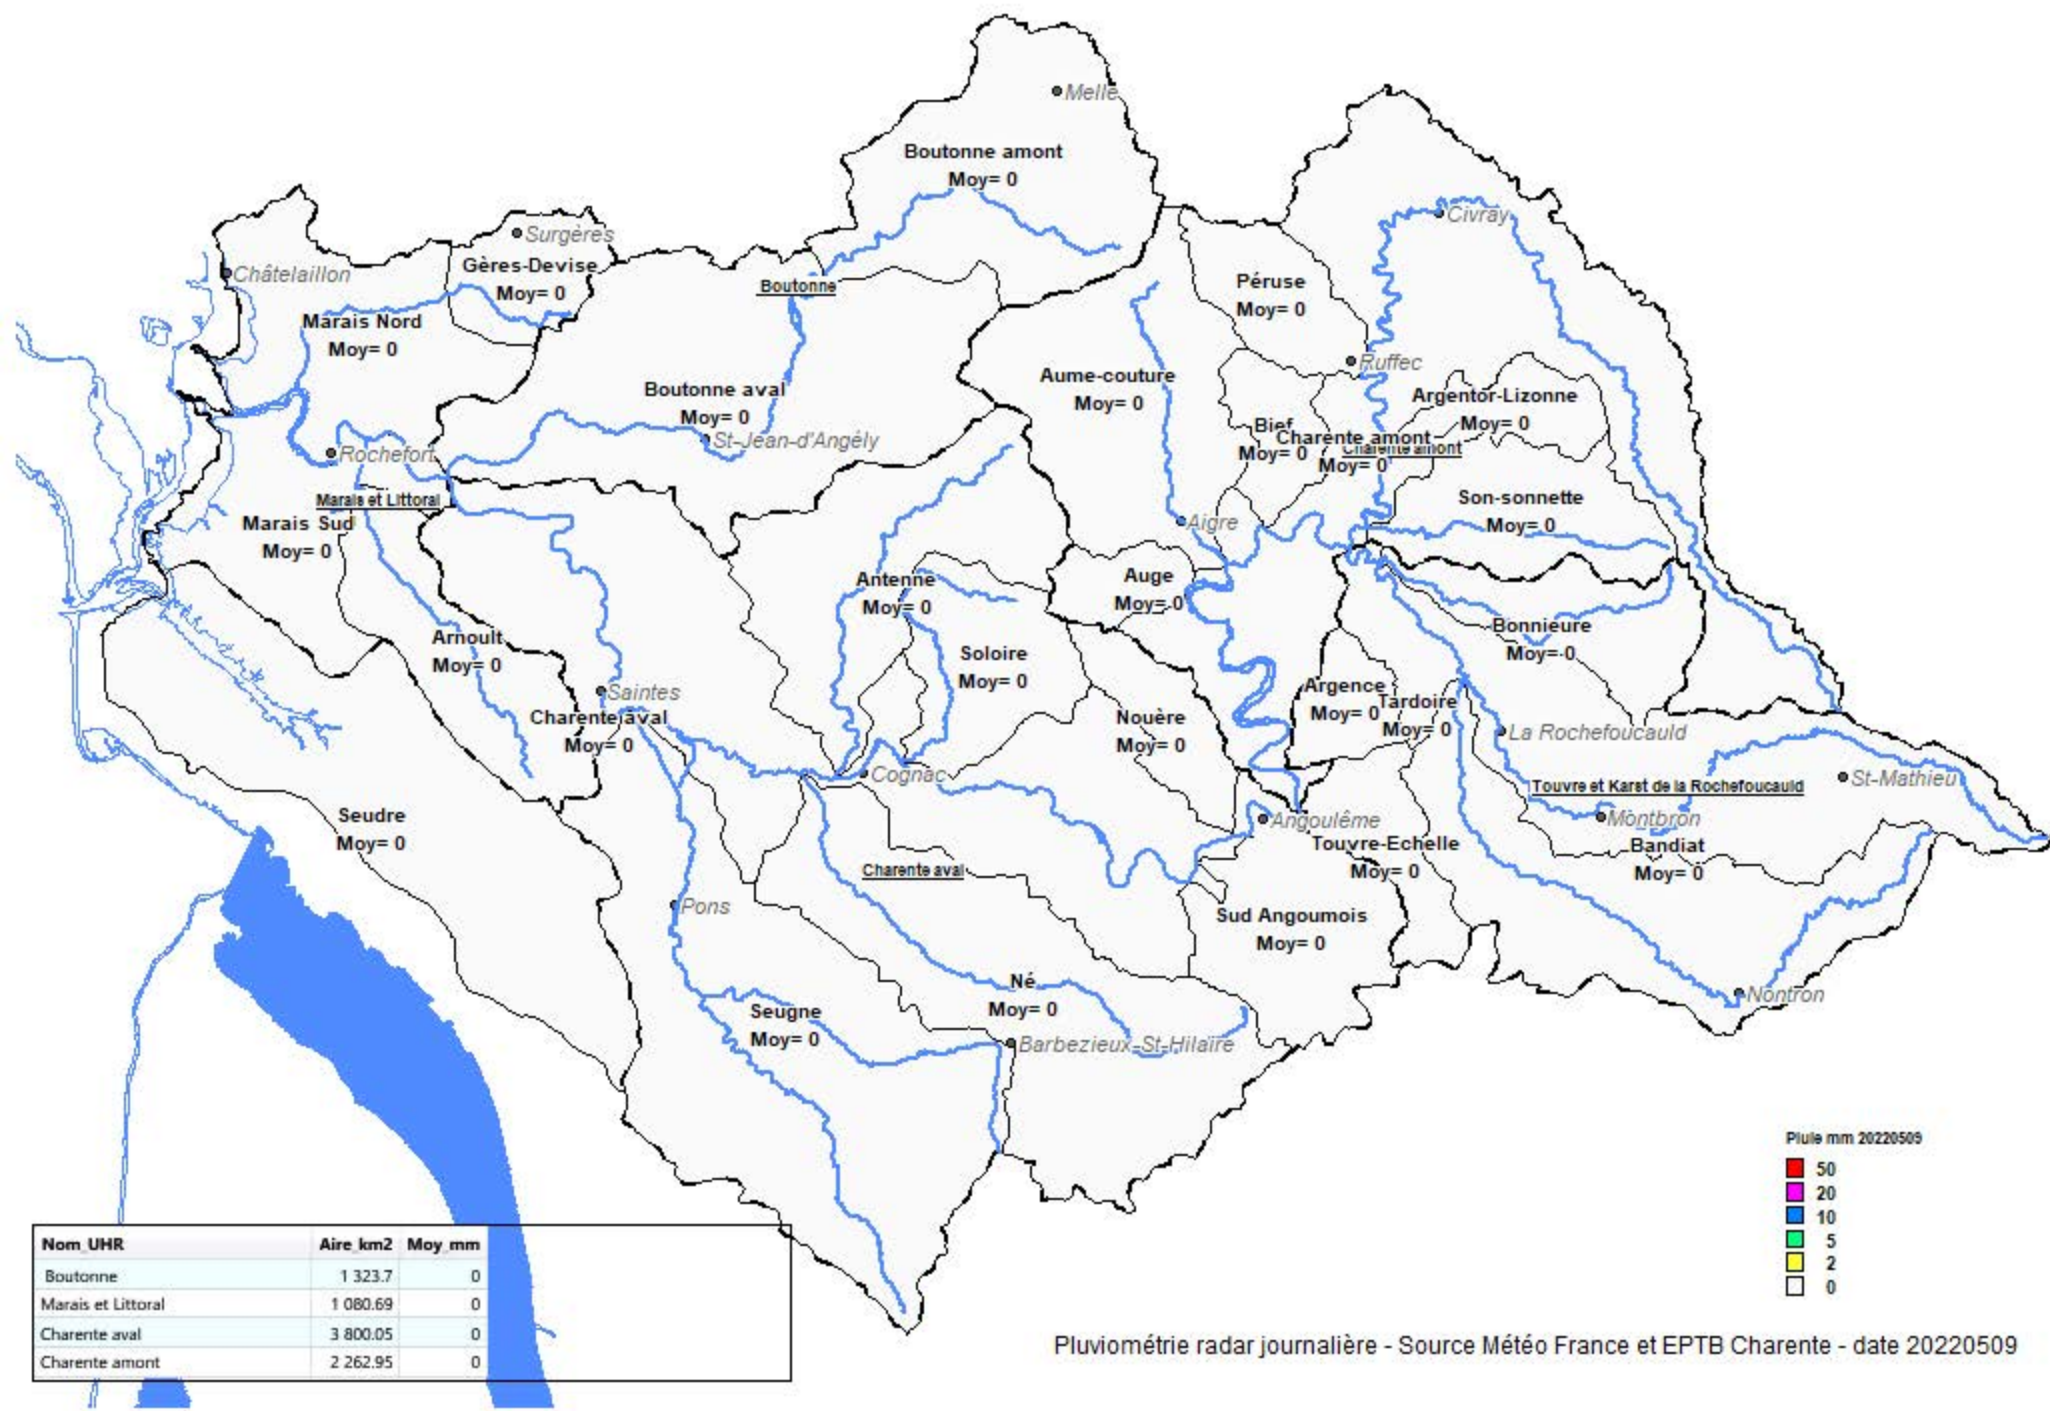 Melle
Boutonne amont
Moy= 0
Civray
Surgères
Châtelaillon
Gères-Devise
Moy= 0
Boutonne
Péruse
Moy= 0
Marais Nord
Moy= 0
Ruffec
Aume-couture
Moy= 0
Boutonne aval
Moy= 0
Argentor-Lizonne
Moy= 0
St-Jean-d'Angély
Bief
Moy= 0
Charente amont
Moy= 0
Charente amont
Rochefort
Marais et Littoral
Son-sonnette
Moy= 0
Marais Sud
Moy= 0
Aigre
Antenne
Moy= 0
Auge
Moy= 0
Bonnieure
Moy= 0
Arnoult
Moy= 0
Soloire
Moy= 0
Saintes
Argence
Moy= 0
Tardoire
Moy= 0
Charente aval
Moy= 0
Nouère
Moy= 0
La Rochefoucauld
Cognac
St-Mathieu
Touvre et Karst de la Rochefoucauld
Seudre
Moy= 0
Angoulême
Montbron
Touvre-Echelle
Moy= 0
Bandiat
Moy= 0
Charente aval
Pons
Sud Angoumois
Moy= 0
Né
Moy= 0
Nontron
Seugne
Moy= 0
Barbezieux-St-Hilaire
Pluie mm 20220509
50
20
10
5
2
0
Nom_UHR Aire_km2 Moy_mm
Boutonne 1 323.7 0
Marais et Littoral 1 080.69 0
Charente aval 3 800.05 0
Charente amont 2 262.95 0
Pluviométrie radar journalière - Source Météo France et EPTB Charente - date 20220509